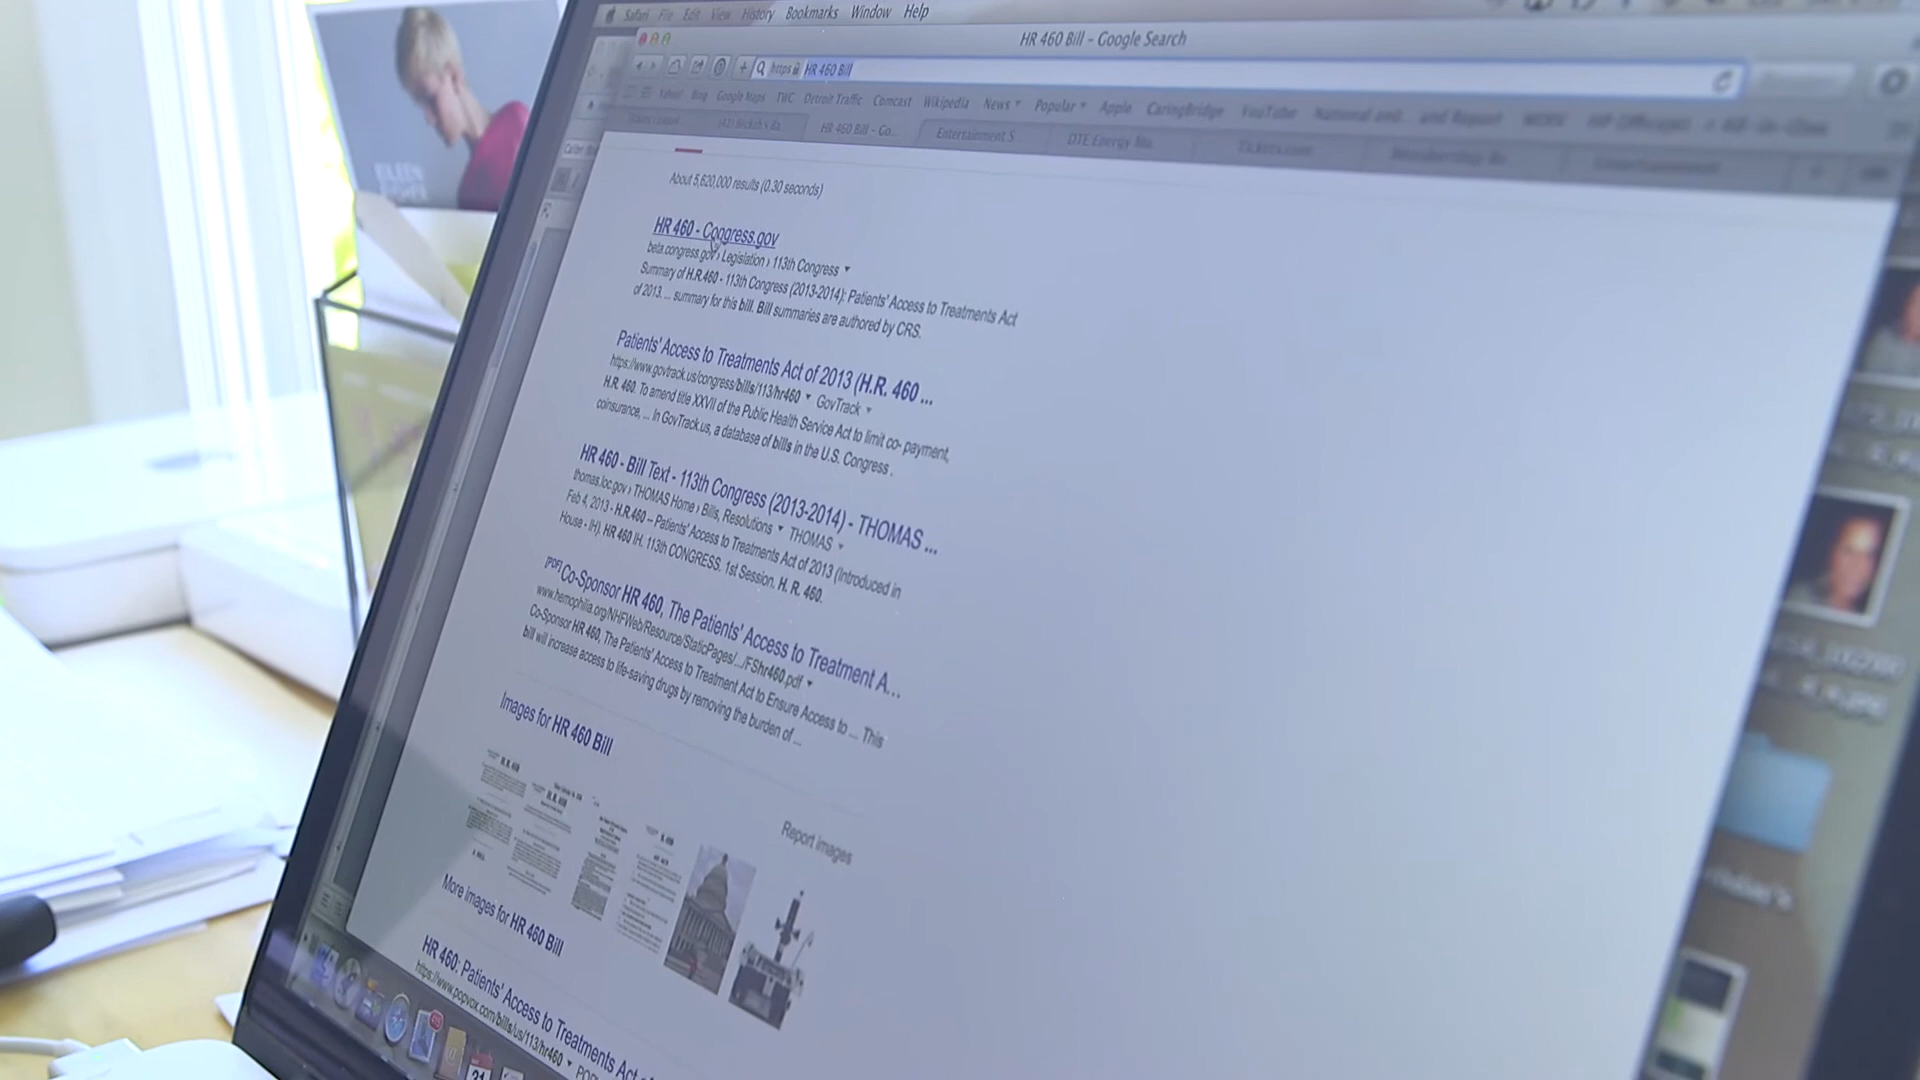 Safari File Edit View History Bookmarks Window Help
HR 460 Bill - Google Search
https HR 460 Bill
Yahoo! Bing Google Maps TWC Detroit Traffic Comcast Wikipedia News Popular Apple CaringBridge YouTube
HR 460 Bill - Go... Entertainment S DTE Energy Mu Tickets.com
About 5,620,000 results (0.30 seconds)
HR 460 - Congress.gov
beta.congress.gov › Legislation › 113th Congress
Summary of H.R.460 - 113th Congress (2013-2014): Patients' Access to Treatments Act
of 2013. ... summary for this bill. Bill summaries are authored by CRS.
Patients' Access to Treatments Act of 2013 (H.R. 460 ...
https://www.govtrack.us/congress/bills/113/hr460 GovTrack
H.R. 460. To amend title XXVII of the Public Health Service Act to limit co- payment,
coinsurance, ... In GovTrack.us, a database of bills in the U.S. Congress .
HR 460 - Bill Text - 113th Congress (2013-2014) - THOMAS ...
thomas.loc.gov › THOMAS Home › Bills, Resolutions THOMAS
Feb 4, 2013 - H.R.460 -- Patients' Access to Treatments Act of 2013 (Introduced in
House - IH). HR 460 IH. 113th CONGRESS. 1st Session. H. R. 460.
[PDF] Co-Sponsor HR 460, The Patients' Access to Treatment A...
www.hemophilia.org/NHFWeb/Resource/StaticPages/.../FShr460.pdf
Co-Sponsor HR 460, The Patients' Access to Treatment Act to Ensure Access to ... This
bill will increase access to life-saving drugs by removing the burden of ...
Images for HR 460 Bill
Report images
More images for HR 460 Bill
HR 460: Patients' Access to Treatments Act
https://www.popvox.com/bills/us/113/hr460
EILEEN
21